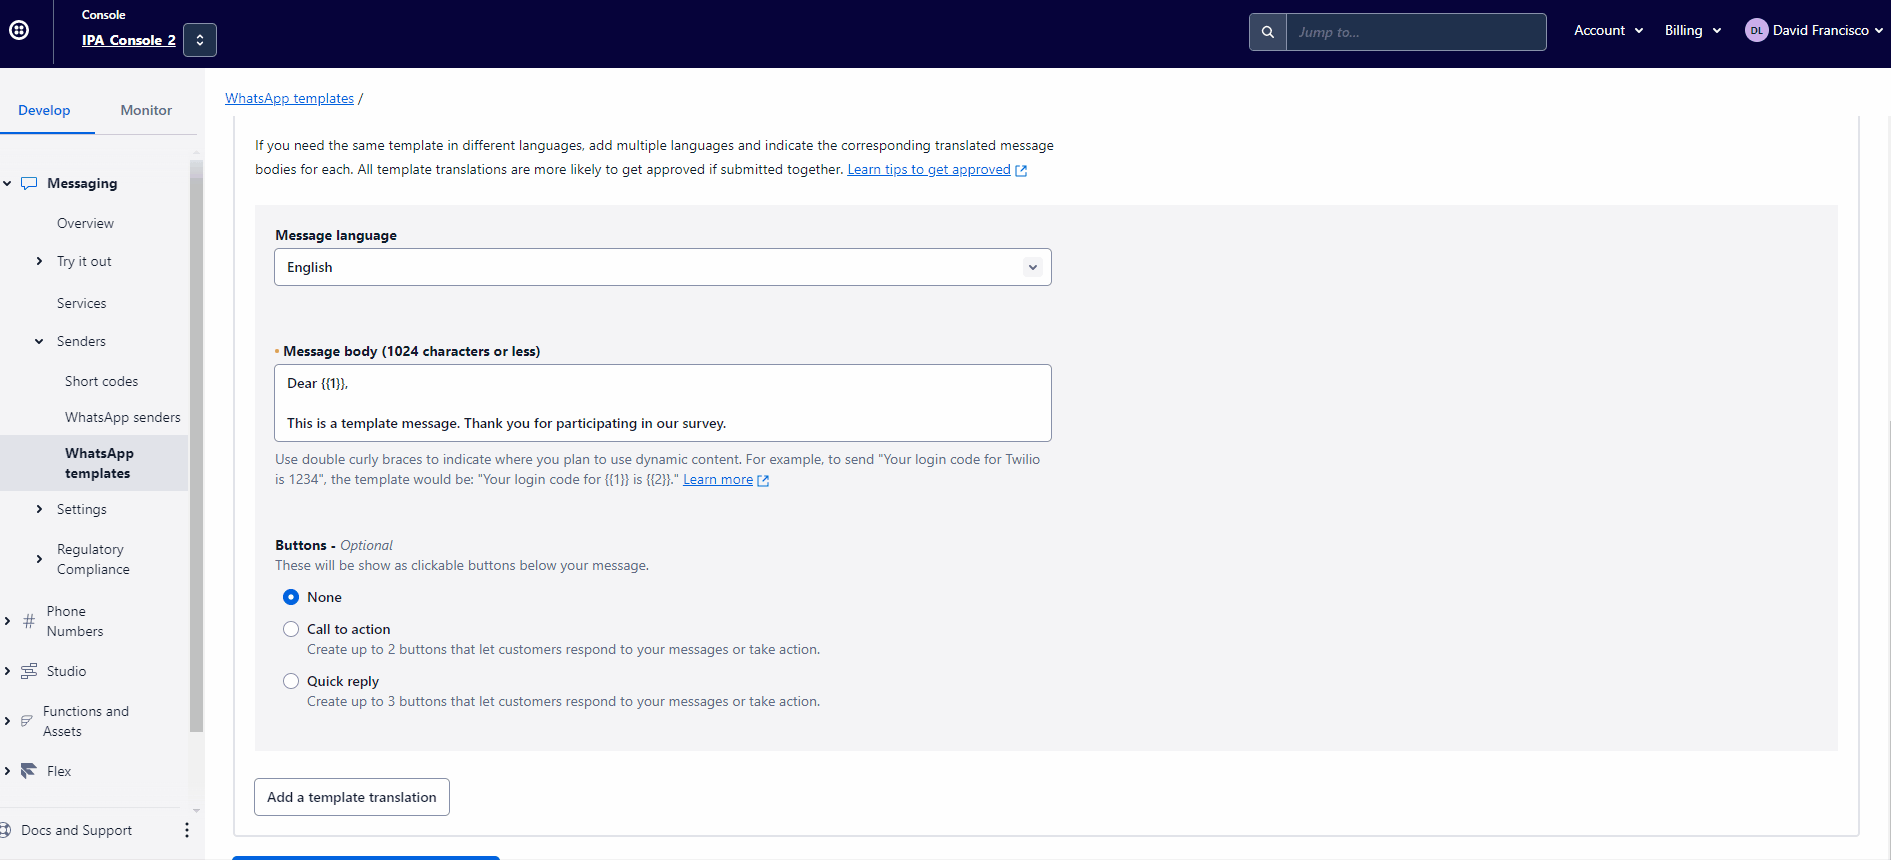 Console
IPA Console 2
Jump to...
Account
Billing
DL
David Francisco
Develop
Monitor
Messaging
Overview
Try it out
Services
Senders
Short codes
WhatsApp senders
WhatsApp
templates
Settings
Regulatory
Compliance
Phone
Numbers
Studio
Functions and
Assets
Flex
Docs and Support
WhatsApp templates /
If you need the same template in different languages, add multiple languages and indicate the corresponding translated message
bodies for each. All template translations are more likely to get approved if submitted together. Learn tips to get approved
Message language
English
• Message body (1024 characters or less)
Dear {{1}},
This is a template message. Thank you for participating in our survey.
Use double curly braces to indicate where you plan to use dynamic content. For example, to send "Your login code for Twilio
is 1234", the template would be: "Your login code for {{1}} is {{2}}." Learn more
Buttons - Optional
These will be show as clickable buttons below your message.
None
Call to action
Create up to 2 buttons that let customers respond to your messages or take action.
Quick reply
Create up to 3 buttons that let customers respond to your messages or take action.
Add a template translation